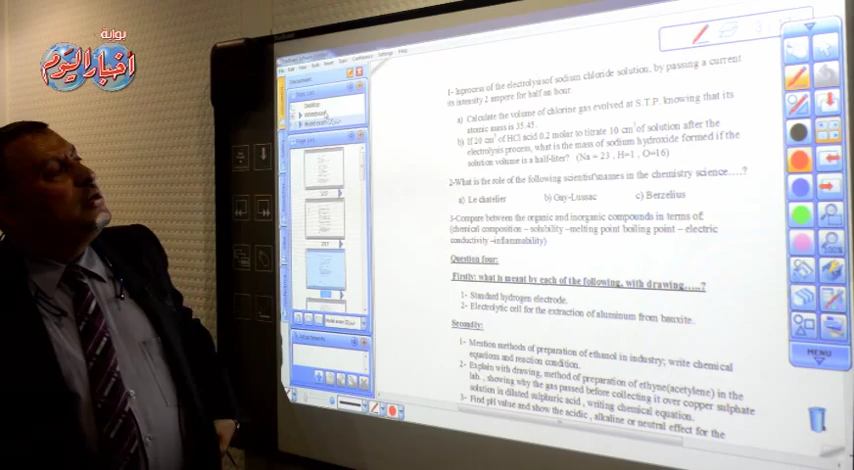 بوابة
أخبار اليوم
1- Inprocess of the electrolysisof sodium chloride solution, by passing a current
its intensity 2 ampere for half an hour.
a) Calculate the volume of chlorine gas evolved at S.T.P. knowing that its
atomic mass is 35.45.
b) If 20 cm³ of HCl acid 0.2 molar to titrate 10 cm³ of solution after the
electrolysis process, what is the mass of sodium hydroxide formed if the
solution volume is a half-liter? (Na = 23 , H=1 , O=16)
2-What is the role of the following scientist'snames in the chemistry science.....?
a) Le chatelier b) Gay-Lussac c) Berzelius
3-Compare between the organic and inorganic compounds in terms of:
(chemical composition – solubility –melting point boiling point – electric
conductivity –inflammability)
Question four:
Firstly: what is meant by each of the following, with drawing.....?
1- Standard hydrogen electrode.
2- Electrolytic cell for the extraction of aluminum from bauxite.
Secondly:
1- Mention methods of preparation of ethanol in industry; write chemical
equations and reaction condition.
2- Explain with drawing, method of preparation of ethyne(acetylene) in the
lab. , showing why the gas passed before collecting it over copper sulphate
solution is diluted sulphuric acid , writing chemical equation.
3- Find pH value and show the acidic , alkaline or neutral effect for the
Desktop
100%
MENU